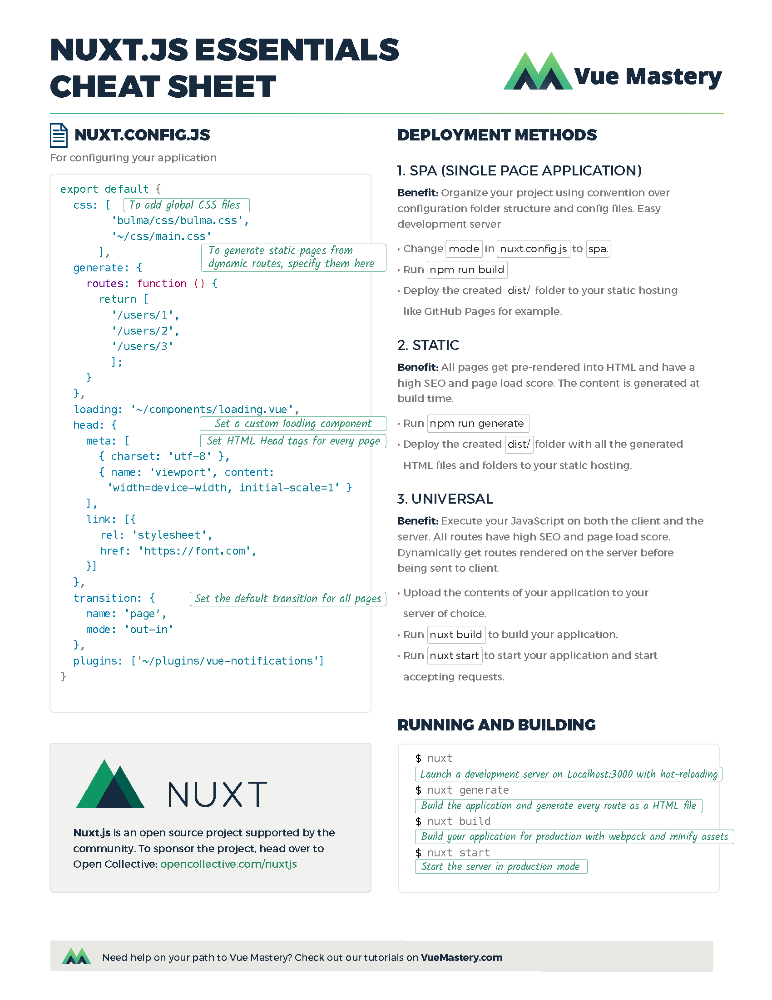 NUXT.JS ESSENTIALS
CHEAT SHEET
Vue Mastery
NUXT.CONFIG.JS
For configuring your application
export default {
css: [ To add global CSS files
'bulma/css/bulma.css',
'~/css/main.css'
],
To generate static pages from
dynamic routes, specify them here
generate: {
routes: function () {
return [
'/users/1',
'/users/2',
'/users/3'
];
}
},
loading: '~/components/loading.vue',
Set a custom loading component
head: {
Set HTML Head tags for every page
meta: [
{ charset: 'utf-8' },
{ name: 'viewport', content:
'width=device-width, initial-scale=1' }
],
link: [{
rel: 'stylesheet',
href: 'https://font.com',
}]
},
transition: { Set the default transition for all pages
name: 'page’,
mode: 'out-in'
},
plugins: ['~/plugins/vue-notifications']
}
NUXT
Nuxt.js is an open source project supported by the
community. To sponsor the project, head over to
Open Collective: opencollective.com/nuxtjs
DEPLOYMENT METHODS
1. SPA (SINGLE PAGE APPLICATION)
Benefit: Organize your project using convention over
configuration folder structure and config files. Easy
development server.
• Change mode in nuxt.config.js to spa.
• Run npm run build
• Deploy the created dist/ folder to your static hosting
like GitHub Pages for example.
2. STATIC
Benefit: All pages get pre-rendered into HTML and have a
high SEO and page load score. The content is generated at
build time.
• Run npm run generate
• Deploy the created dist/ folder with all the generated
HTML files and folders to your static hosting.
3. UNIVERSAL
Benefit: Execute your JavaScript on both the client and the
server. All routes have high SEO and page load score.
Dynamically get routes rendered on the server before
being sent to client.
• Upload the contents of your application to your
server of choice.
• Run nuxt build to build your application.
• Run nuxt start to start your application and start
accepting requests.
RUNNING AND BUILDING
$ nuxt
Launch a development server on Localhost:3000 with hot-reloading
$ nuxt generate
Build the application and generate every route as a HTML file
$ nuxt build
Build your application for production with webpack and minify assets
$ nuxt start
Start the server in production mode
Need help on your path to Vue Mastery? Check out our tutorials on VueMastery.com